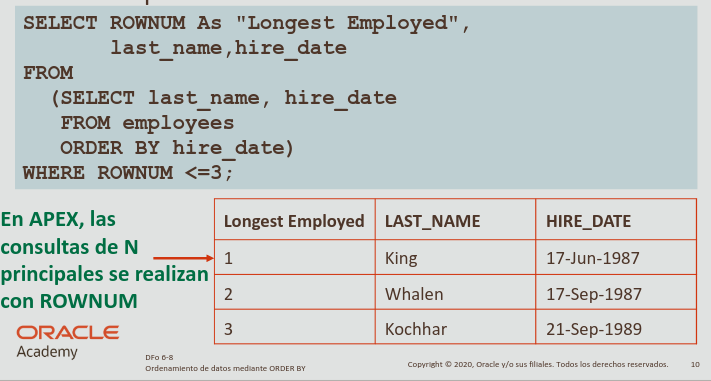 SELECT ROWNUM As "Longest Employed",
last_name,hire_date
FROM
(SELECT last_name, hire_date
FROM employees
ORDER BY hire_date)
WHERE ROWNUM <=3;
En APEX, las
consultas de N
principales se realizan
con ROWNUM
Longest Employed LAST_NAME HIRE_DATE
1 King 17-Jun-1987
2 Whalen 17-Sep-1987
3 Kochhar 21-Sep-1989
ORACLE
Academy
DFo 6-8
Ordenamiento de datos mediante ORDER BY
Copyright © 2020, Oracle y/o sus filiales. Todos los derechos reservados.
10